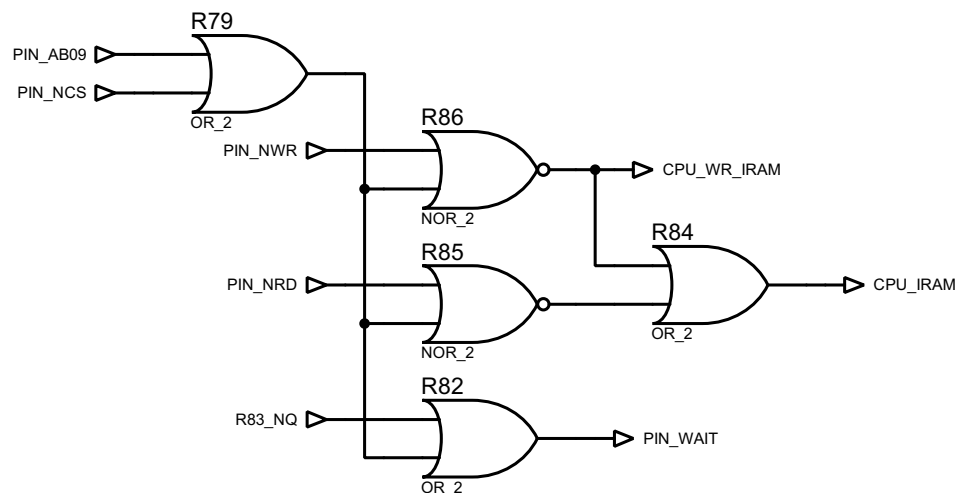 R79
PIN_AB09
PIN_NCS
OR_2
R86
PIN_NWR
CPU_WR_IRAM
NOR_2
R84
R85
PIN_NRD
CPU_IRAM
OR_2
NOR_2
R82
R83_NQ
PIN_WAIT
OR_2